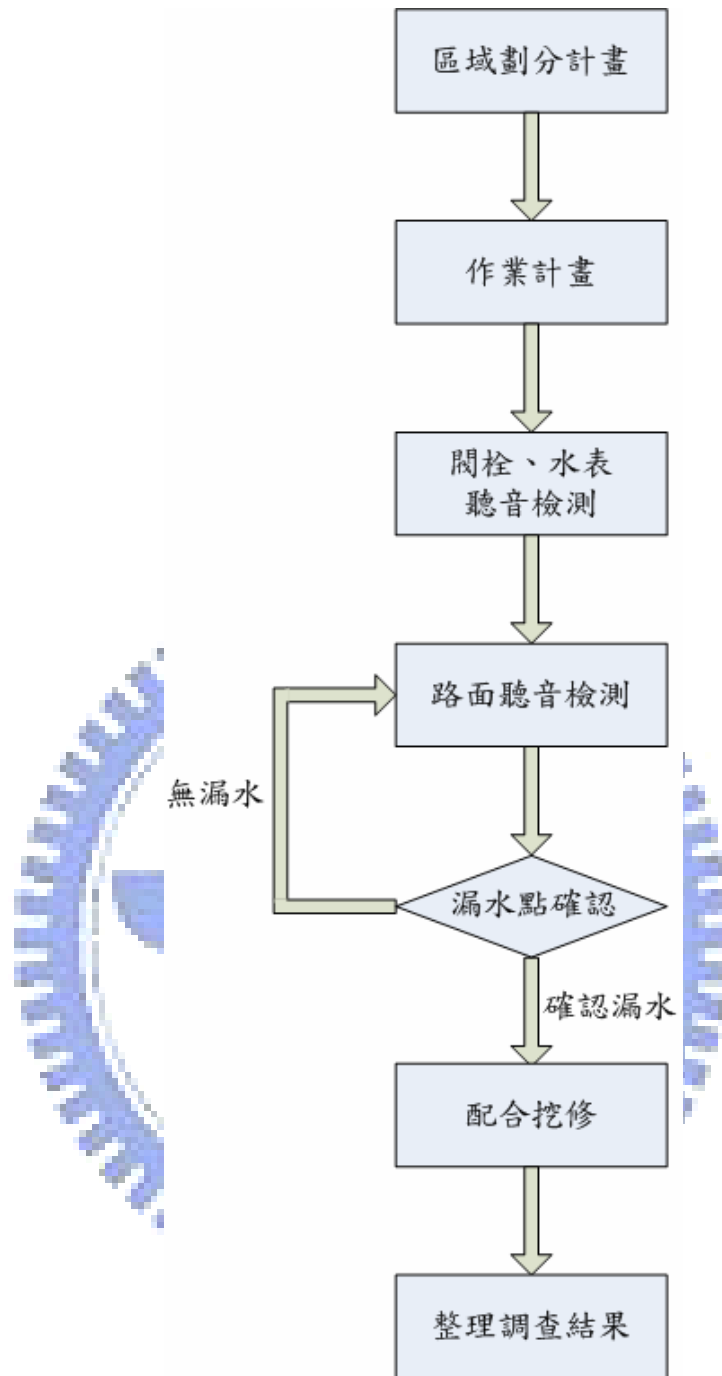 區域劃分計畫
作業計畫
閥栓、水表
聽音檢測
路面聽音檢測
無漏水
漏水點確認
確認漏水
配合挖修
整理調查結果